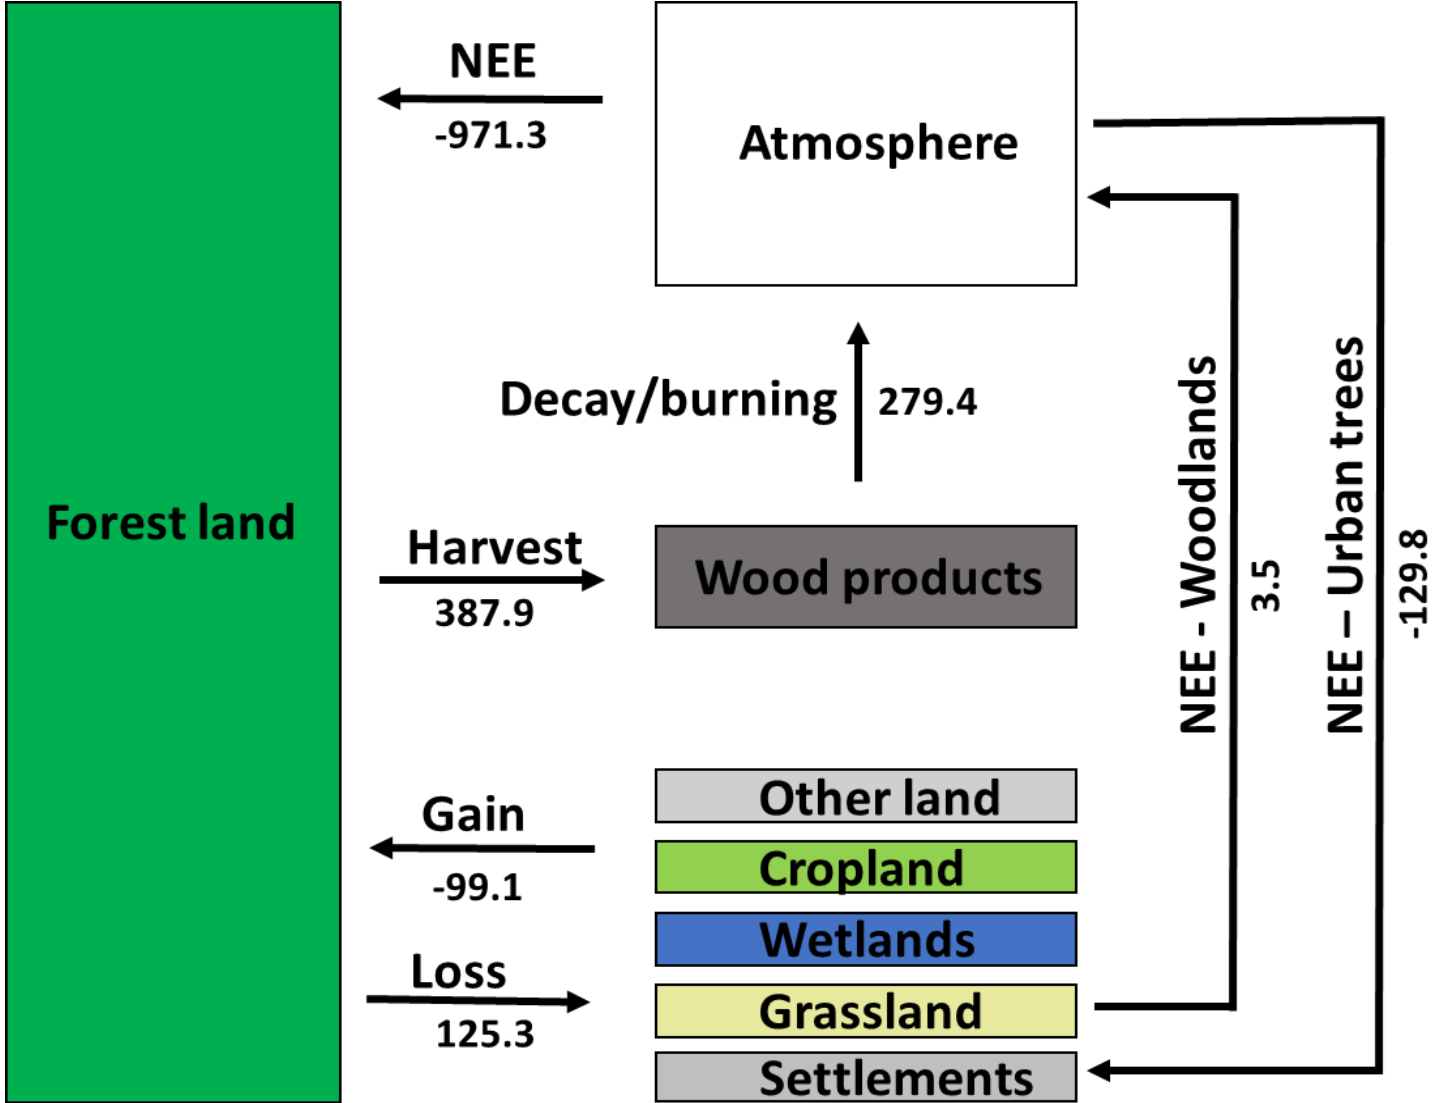 NEE
-971.3
Atmosphere
Decay/burning
279.4
Forest land
Harvest
387.9
Wood products
Gain
-99.1
Loss
125.3
Other land
Cropland
Wetlands
Grassland
Settlements
NEE - Woodlands
3.5
NEE – Urban trees
-129.8